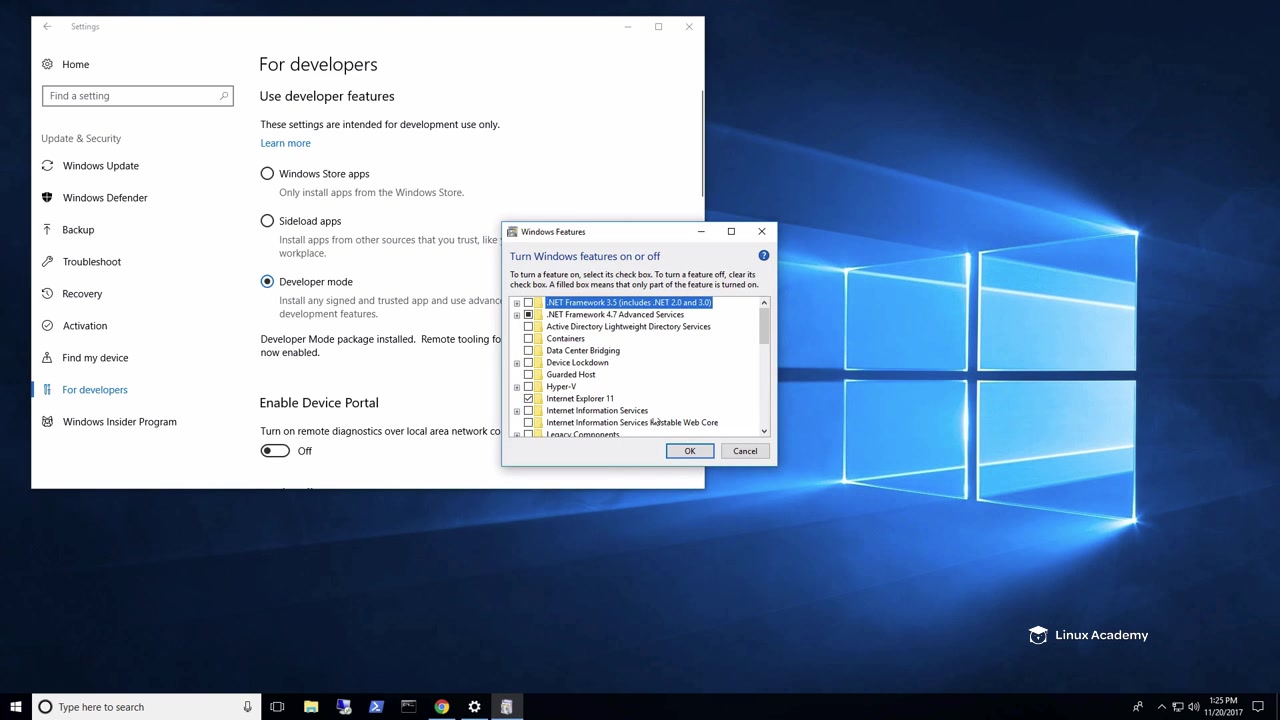 Settings
Home
Find a setting
Update & Security
Windows Update
Windows Defender
Backup
Troubleshoot
Recovery
Activation
Find my device
For developers
Windows Insider Program
For developers
Use developer features
These settings are intended for development use only.
Learn more
Windows Store apps
Only install apps from the Windows Store.
Sideload apps
Install apps from other sources that you trust, like
workplace.
Developer mode
Install any signed and trusted app and use advance
development features.
Developer Mode package installed. Remote tooling fo
now enabled.
Enable Device Portal
Turn on remote diagnostics over local area network co
Off
Windows Features
Turn Windows features on or off
To turn a feature on, select its check box. To turn a feature off, clear its
check box. A filled box means that only part of the feature is turned on.
.NET Framework 3.5 (includes .NET 2.0 and 3.0)
.NET Framework 4.7 Advanced Services
Active Directory Lightweight Directory Services
Containers
Data Center Bridging
Device Lockdown
Guarded Host
Hyper-V
Internet Explorer 11
Internet Information Services
Internet Information Services Hostable Web Core
Legacy Components
OK
Cancel
Linux Academy
Type here to search
1:25 PM
11/20/2017